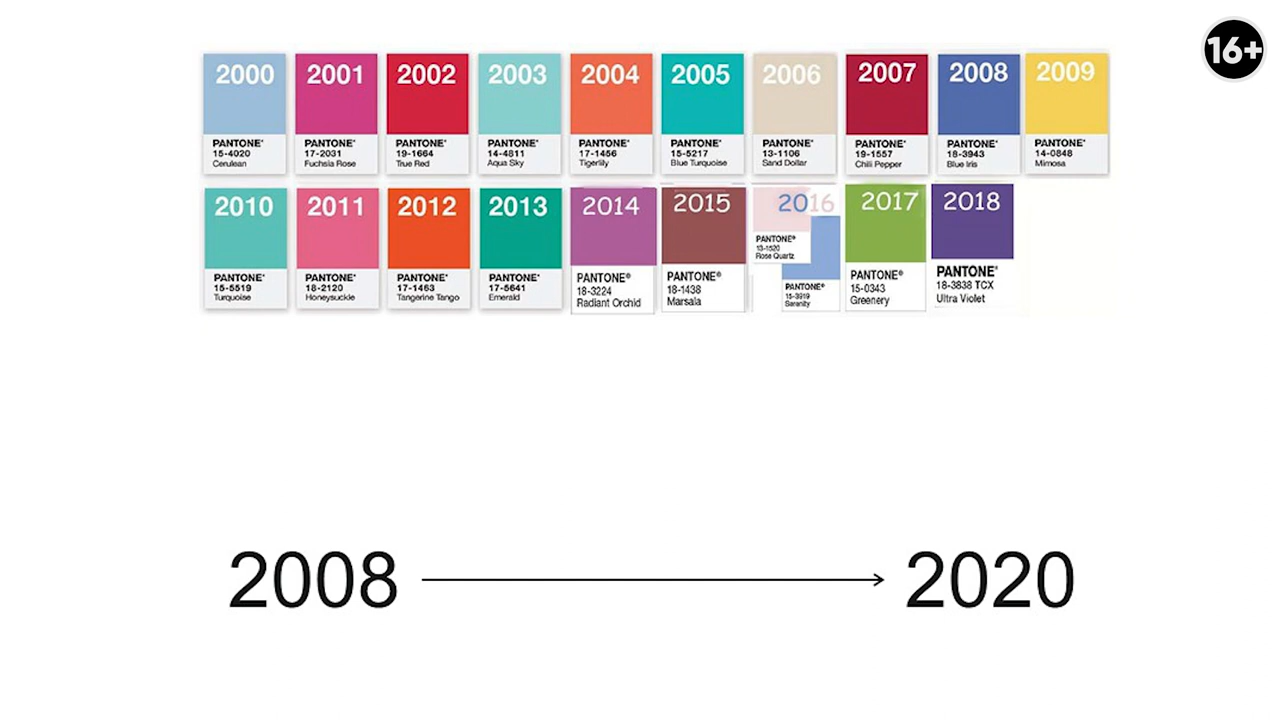 16+
2000 2001 2002 2003 2004 2005 2006 2007 2008 2009
PANTONE® PANTONE® PANTONE® PANTONE® PANTONE® PANTONE® PANTONE® PANTONE® PANTONE® PANTONE®
15-4020 17-2031 19-1664 14-4811 17-1456 15-5217 13-1106 19-1557 18-3943 14-0848
Cerulean Fuchsia Rose True Red Aqua Sky Tigerlily Blue Turquoise Sand Dollar Chili Pepper Blue Iris Mimosa
2010 2011 2012 2013 2014 2015 2016 2017 2018
PANTONE® PANTONE® PANTONE® PANTONE® PANTONE® PANTONE® PANTONE® PANTONE® PANTONE®
15-5519 18-2120 17-1463 17-5641 18-3224 18-1438 13-1520 15-0343 18-3838 TCX
Turquoise Honeysuckle Tangerine Tango Emerald Radiant Orchid Marsala Rose Quartz Greenery Ultra Violet
PANTONE®
15-3919
Serenity
2008 2020